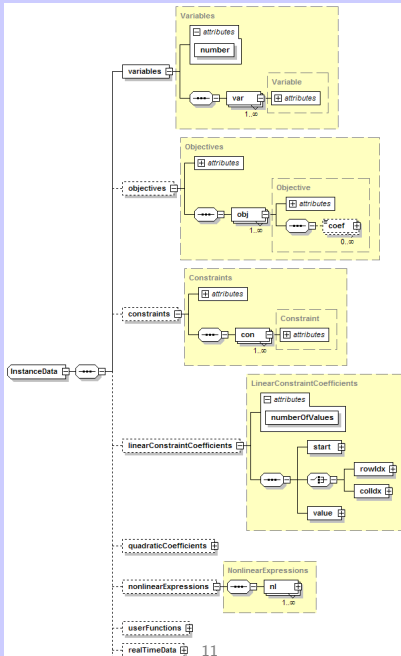 Variables
attributes
number
variables
Variable
var
attributes
1..∞
Objectives
attributes
Objective
objectives
attributes
obj
coef
1..∞
0..∞
Constraints
attributes
constraints
Constraint
con
attributes
1..∞
InstanceData
LinearConstraintCoefficients
attributes
numberOfValues
start
linearConstraintCoefficients
rowIdx
colIdx
value
quadraticCoefficients
NonlinearExpressions
nonlinearExpressions
nl
1..∞
userFunctions
realTimeData
11